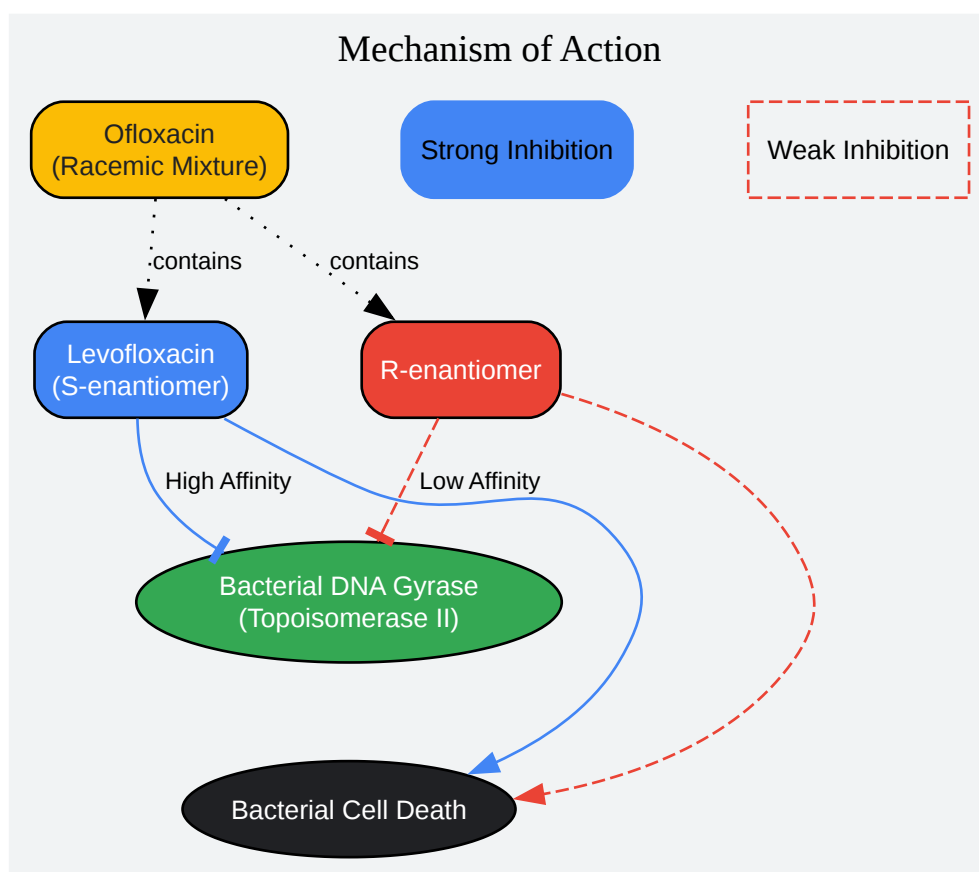 Mechanism of Action
Ofloxacin
(Racemic Mixture)
Strong Inhibition
Weak Inhibition
contains
contains
Levofloxacin
(S-enantiomer)
R-enantiomer
High Affinity
Low Affinity
Bacterial DNA Gyrase
(Topoisomerase II)
Bacterial Cell Death